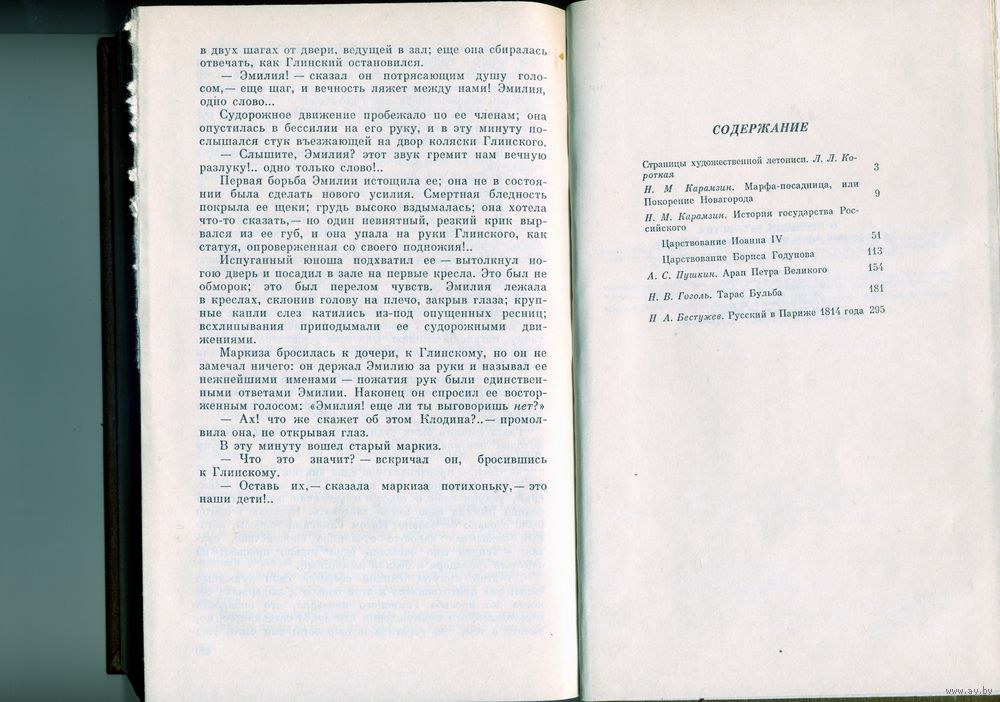 в двух шагах от двери, ведущей в зал; еще она сбиралась
отвечать, как Глинский остановился.
— Эмилия! — сказал он потрясающим душу голо-
сом,— еще шаг, и вечность ляжет между нами! Эмилия,
одно слово...
Судорожное движение пробежало по ее членам; она
опустилась в бессилии на его руку, и в эту минуту по-
слышался стук въезжающей на двор коляски Глинского.
— Слышите, Эмилия? этот звук гремит нам вечную
разлуку!.. одно только слово!..
Первая борьба Эмилии истощила ее; она не в состоя-
нии была сделать нового усилия. Смертная бледность
покрыла ее щеки; грудь высоко вздымалась; она хотела
что-то сказать,— но один невнятный, резкий крик выр-
вался из ее губ, и она упала на руки Глинского, как
статуя, опроверженная со своего подножия!..
Испуганный юноша подхватил ее — вытолкнул но-
гою дверь и посадил в зале на первые кресла. Это был не
обморок; это был перелом чувств. Эмилия лежала
в креслах, склонив голову на плечо, закрыв глаза; круп-
ные капли слез катились из-под опущенных ресниц;
всхлипывания приподымали ее судорожными дви-
жениями.
Маркиза бросилась к дочери, к Глинскому, но он не
замечал ничего: он держал Эмилию за руки и называл ее
нежнейшими именами — пожатия рук были единствен-
ными ответами Эмилии. Наконец он спросил ее востор-
женным голосом: «Эмилия! еще ли ты выговоришь нет?»
— Ах! что же скажет об этом Клодина?..— промол-
вила она, не открывая глаз.
В эту минуту вошел старый маркиз.
— Что это значит? — вскричал он, бросившись
к Глинскому.
— Оставь их,— сказала маркиза потихоньку,— это
наши дети!..
СОДЕРЖАНИЕ
Страницы художественной летописи. Л. Л. Ко-
роткая 3
Н. М Карамзин. Марфа-посадница, или
Покорение Новагорода 9
Н. М. Карамзин. История государства Рос-
сийского
Царствование Иоанна IV 51
Царствование Бориса Годунова 113
А. С. Пушкин. Арап Петра Великого 154
Н. В. Гоголь. Тарас Бульба 181
Н А. Бестужев. Русский в Париже 1814 года 295
www.ay.by